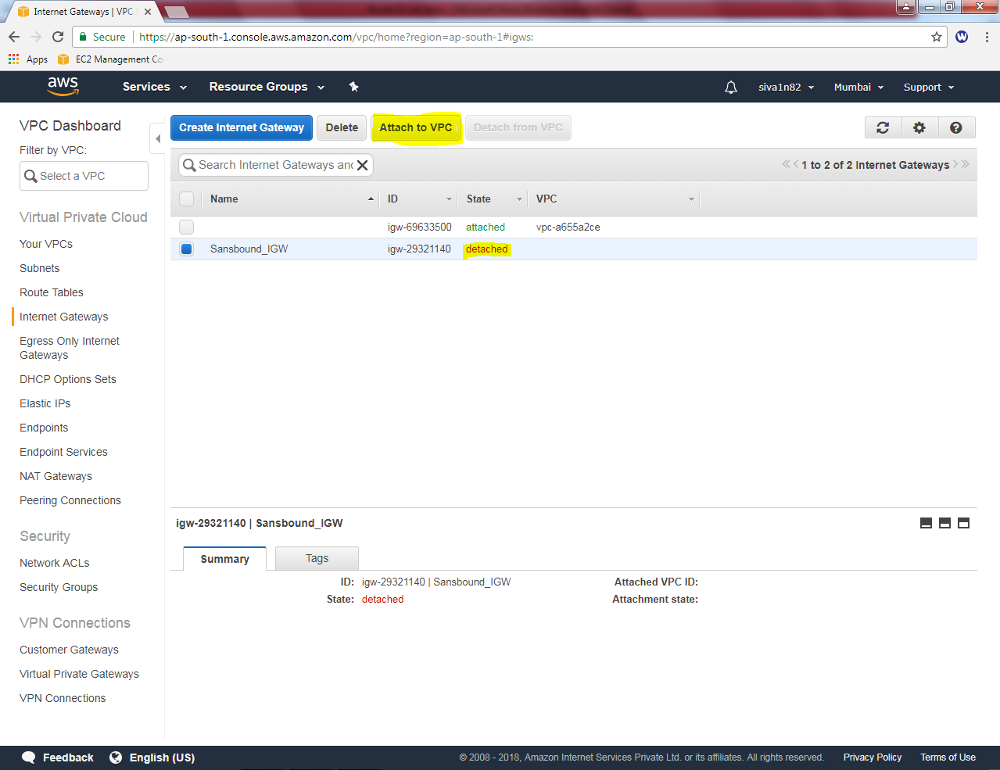 Internet Gateways | VPC
Secure
https://ap-south-1.console.aws.amazon.com/vpc/home?region=ap-south-1#igws:
W
Apps
EC2 Management Co
aws
Services
Resource Groups
siva1n82
Mumbai
Support
VPC Dashboard
Filter by VPC:
Select a VPC
Virtual Private Cloud
Your VPCs
Subnets
Route Tables
Internet Gateways
Egress Only Internet
Gateways
DHCP Options Sets
Elastic IPs
Endpoints
Endpoint Services
NAT Gateways
Peering Connections
Security
Network ACLs
Security Groups
VPN Connections
Customer Gateways
Virtual Private Gateways
VPN Connections
Create Internet Gateway
Delete
Attach to VPC
Detach from VPC
Search Internet Gateways and
1 to 2 of 2 Internet Gateways
Name ID State VPC
igw-69633500 attached vpc-a655a2ce
Sansbound_IGW igw-29321140 detached
igw-29321140 | Sansbound_IGW
Summary
Tags
ID: igw-29321140 | Sansbound_IGW
State: detached
Attached VPC ID:
Attachment state:
Feedback
English (US)
© 2008 - 2018, Amazon Internet Services Private Ltd. or its affiliates. All rights reserved.
Privacy Policy
Terms of Use